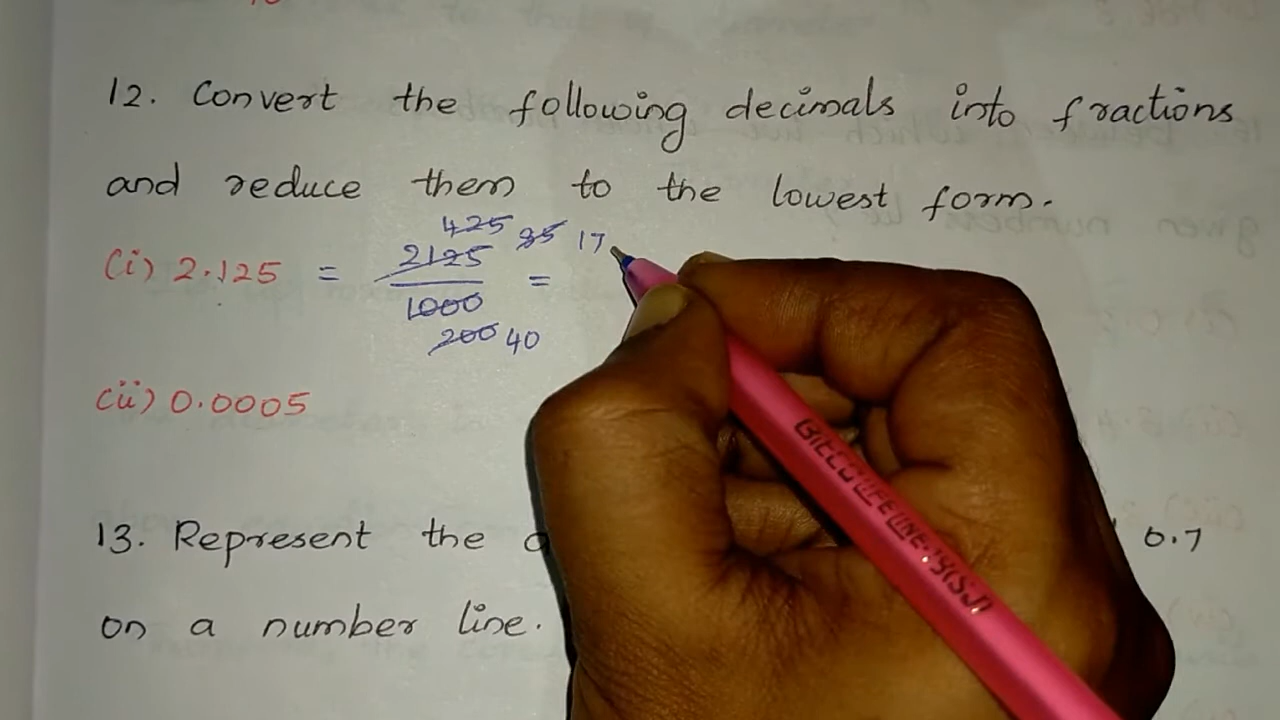 12. Convert the following decimals into fractions
and reduce them to the lowest form.
425 85 17
(i) 2.125 = 2125/1000 =
200 40
(ii) 0.0005
13. Represent the 0.7
on a number line.